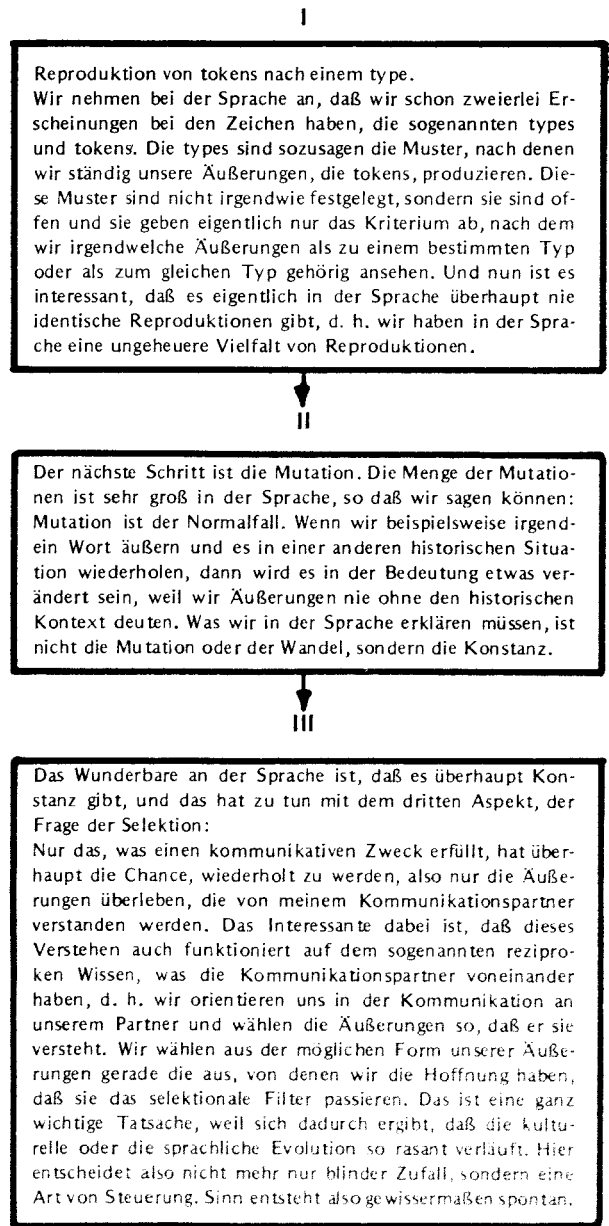 I
Reproduktion von tokens nach einem type.
Wir nehmen bei der Sprache an, daß wir schon zweierlei Er-
scheinungen bei den Zeichen haben, die sogenannten types
und tokens. Die types sind sozusagen die Muster, nach denen
wir ständig unsere Äußerungen, die tokens, produzieren. Die-
se Muster sind nicht irgendwie festgelegt, sondern sie sind of-
fen und sie geben eigentlich nur das Kriterium ab, nach dem
wir irgendwelche Äußerungen als zu einem bestimmten Typ
oder als zum gleichen Typ gehörig ansehen. Und nun ist es
interessant, daß es eigentlich in der Sprache überhaupt nie
identische Reproduktionen gibt, d. h. wir haben in der Spra-
che eine ungeheuere Vielfalt von Reproduktionen.
II
Der nächste Schritt ist die Mutation. Die Menge der Mutatio-
nen ist sehr groß in der Sprache, so daß wir sagen können:
Mutation ist der Normalfall. Wenn wir beispielsweise irgend-
ein Wort äußern und es in einer anderen historischen Situa-
tion wiederholen, dann wird es in der Bedeutung etwas ver-
ändert sein, weil wir Äußerungen nie ohne den historischen
Kontext deuten. Was wir in der Sprache erklären müssen, ist
nicht die Mutation oder der Wandel, sondern die Konstanz.
III
Das Wunderbare an der Sprache ist, daß es überhaupt Kon-
stanz gibt, und das hat zu tun mit dem dritten Aspekt, der
Frage der Selektion:
Nur das, was einen kommunikativen Zweck erfüllt, hat über-
haupt die Chance, wiederholt zu werden, also nur die Äuße-
rungen überleben, die von meinem Kommunikationspartner
verstanden werden. Das Interessante dabei ist, daß dieses
Verstehen auch funktioniert auf dem sogenannten rezipro-
ken Wissen, was die Kommunikationspartner voneinander
haben, d. h. wir orientieren uns in der Kommunikation an
unserem Partner und wählen die Äußerungen so, daß er sie
versteht. Wir wählen aus der möglichen Form unserer Äuße-
rungen gerade die aus, von denen wir die Hoffnung haben,
daß sie das selektionale Filter passieren. Das ist eine ganz
wichtige Tatsache, weil sich dadurch ergibt, daß die kultu-
relle oder die sprachliche Evolution so rasant verläuft. Hier
entscheidet also nicht mehr nur blinder Zufall, sondern eine
Art von Steuerung. Sinn entsteht also gewissermaßen spontan.